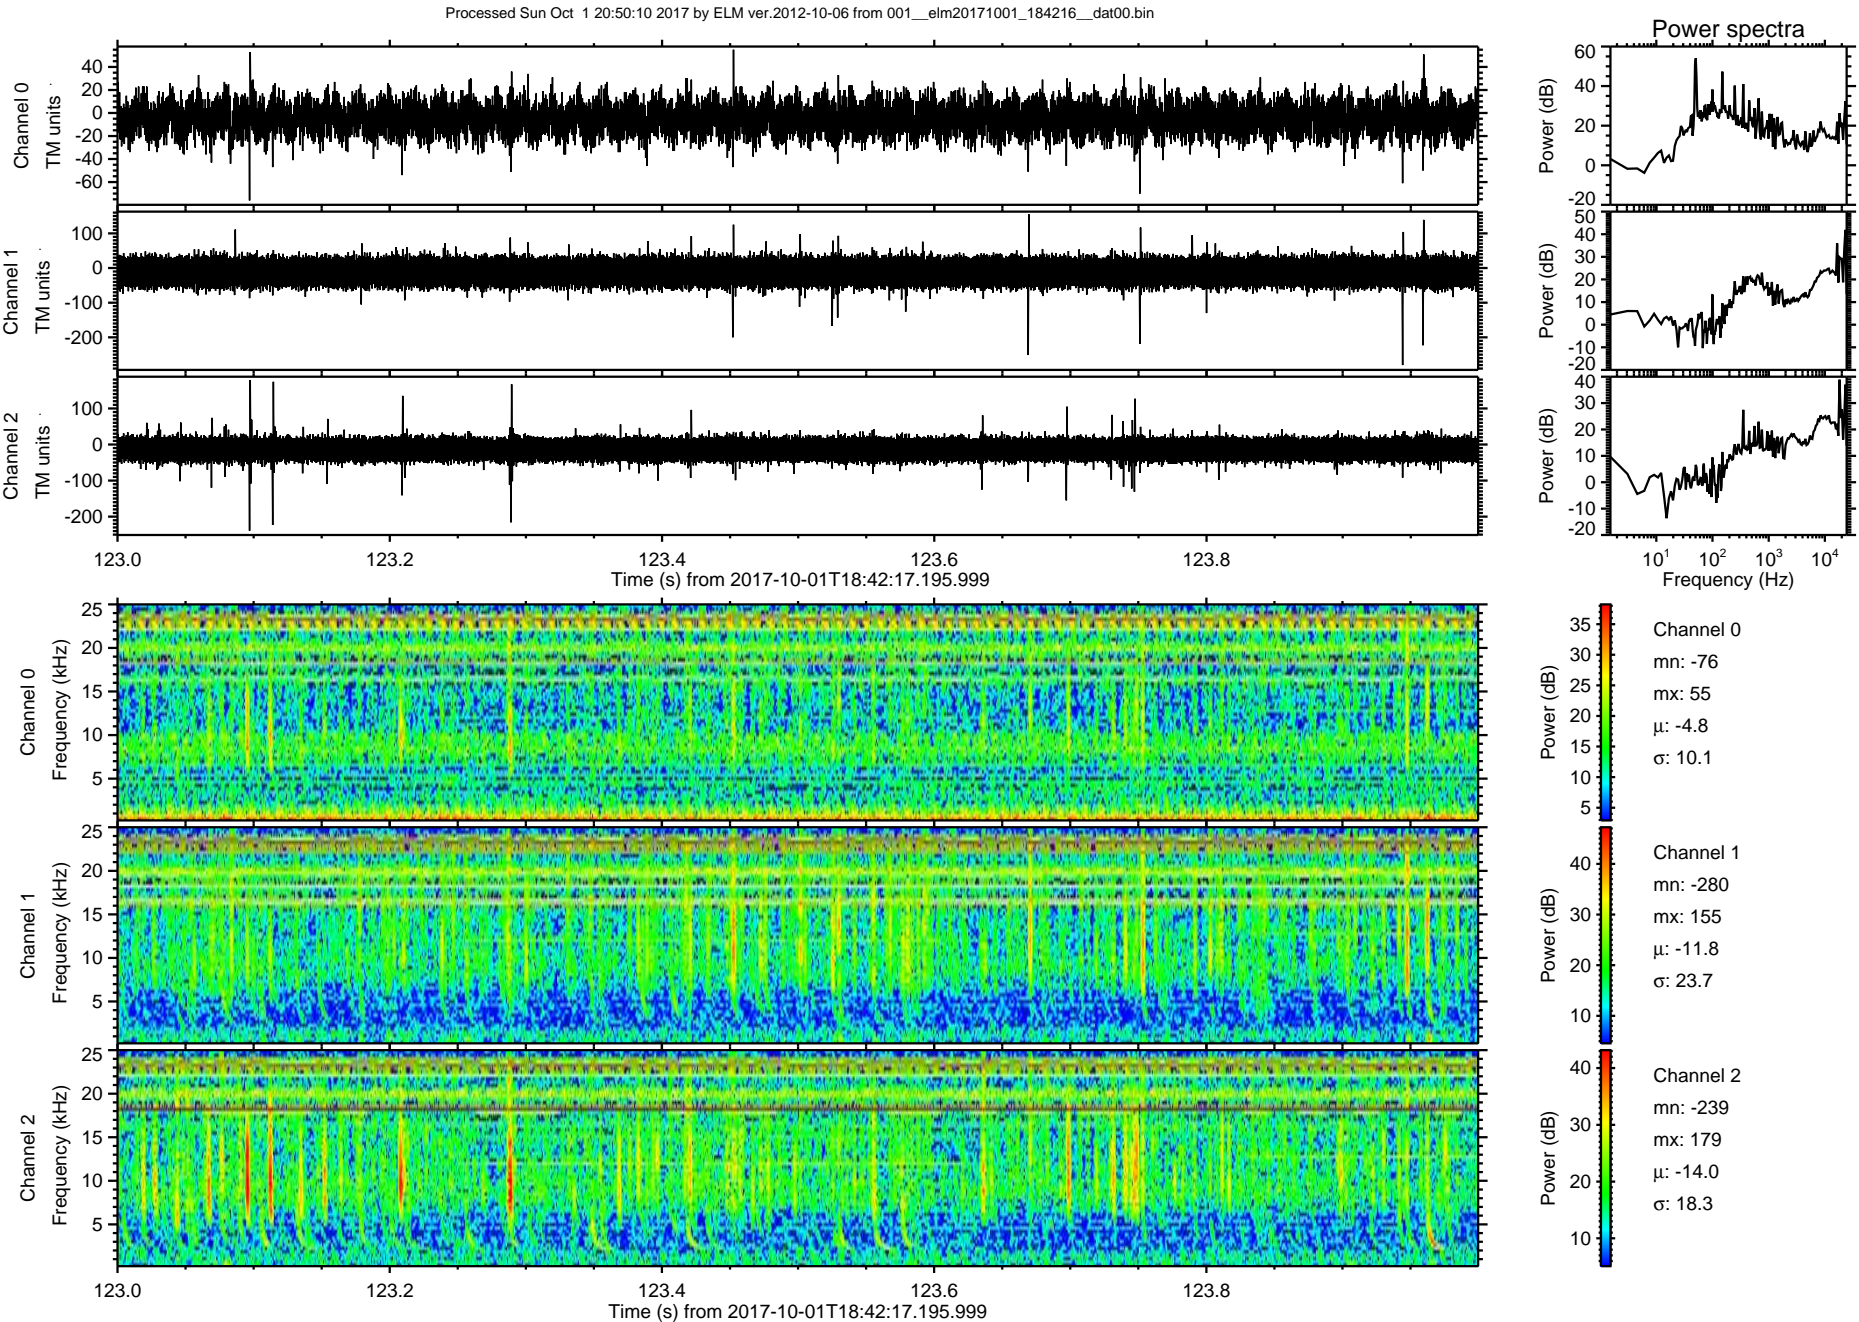 Processed Sun Oct  1 20:50:10 2017 by ELM ver.2012-10-06 from 001__elm20171001_184216__dat00.bin
Power spectra
Channel 0
TM units
40
20
0
-20
-40
-60
Power (dB)
60
40
20
0
-20
Channel 1
TM units
100
0
-100
-200
Power (dB)
50
40
30
20
10
0
-10
-20
Channel 2
TM units
100
0
-100
-200
Power (dB)
40
30
20
10
0
-10
-20
123.0 123.2 123.4 123.6 123.8
Time (s) from 2017-10-01T18:42:17.195.999
10¹ 10² 10³ 10⁴
Frequency (Hz)
Channel 0
Frequency (kHz)
25
20
15
10
5
Power (dB)
35
30
25
20
15
10
5
Channel 0
mn: -76
mx: 55
µ: -4.8
σ: 10.1
Channel 1
Frequency (kHz)
25
20
15
10
5
Power (dB)
40
30
20
10
Channel 1
mn: -280
mx: 155
µ: -11.8
σ: 23.7
Channel 2
Frequency (kHz)
25
20
15
10
5
Power (dB)
40
30
20
10
Channel 2
mn: -239
mx: 179
µ: -14.0
σ: 18.3
123.0 123.2 123.4 123.6 123.8
Time (s) from 2017-10-01T18:42:17.195.999